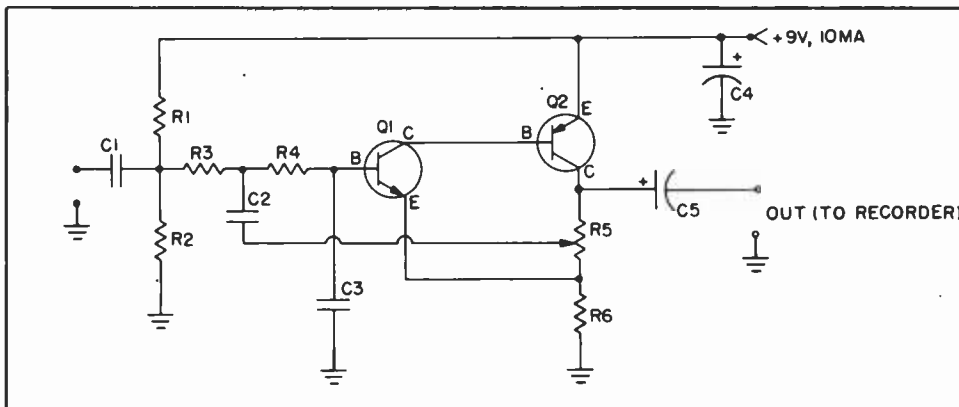 +9V, 10MA
+
C4
Q2
E
B
C
R1
Q1
C
C1
R3
R4
B
E
C2
R2
C3
+
C5
R5
OUT (TO RECORDER)
R6